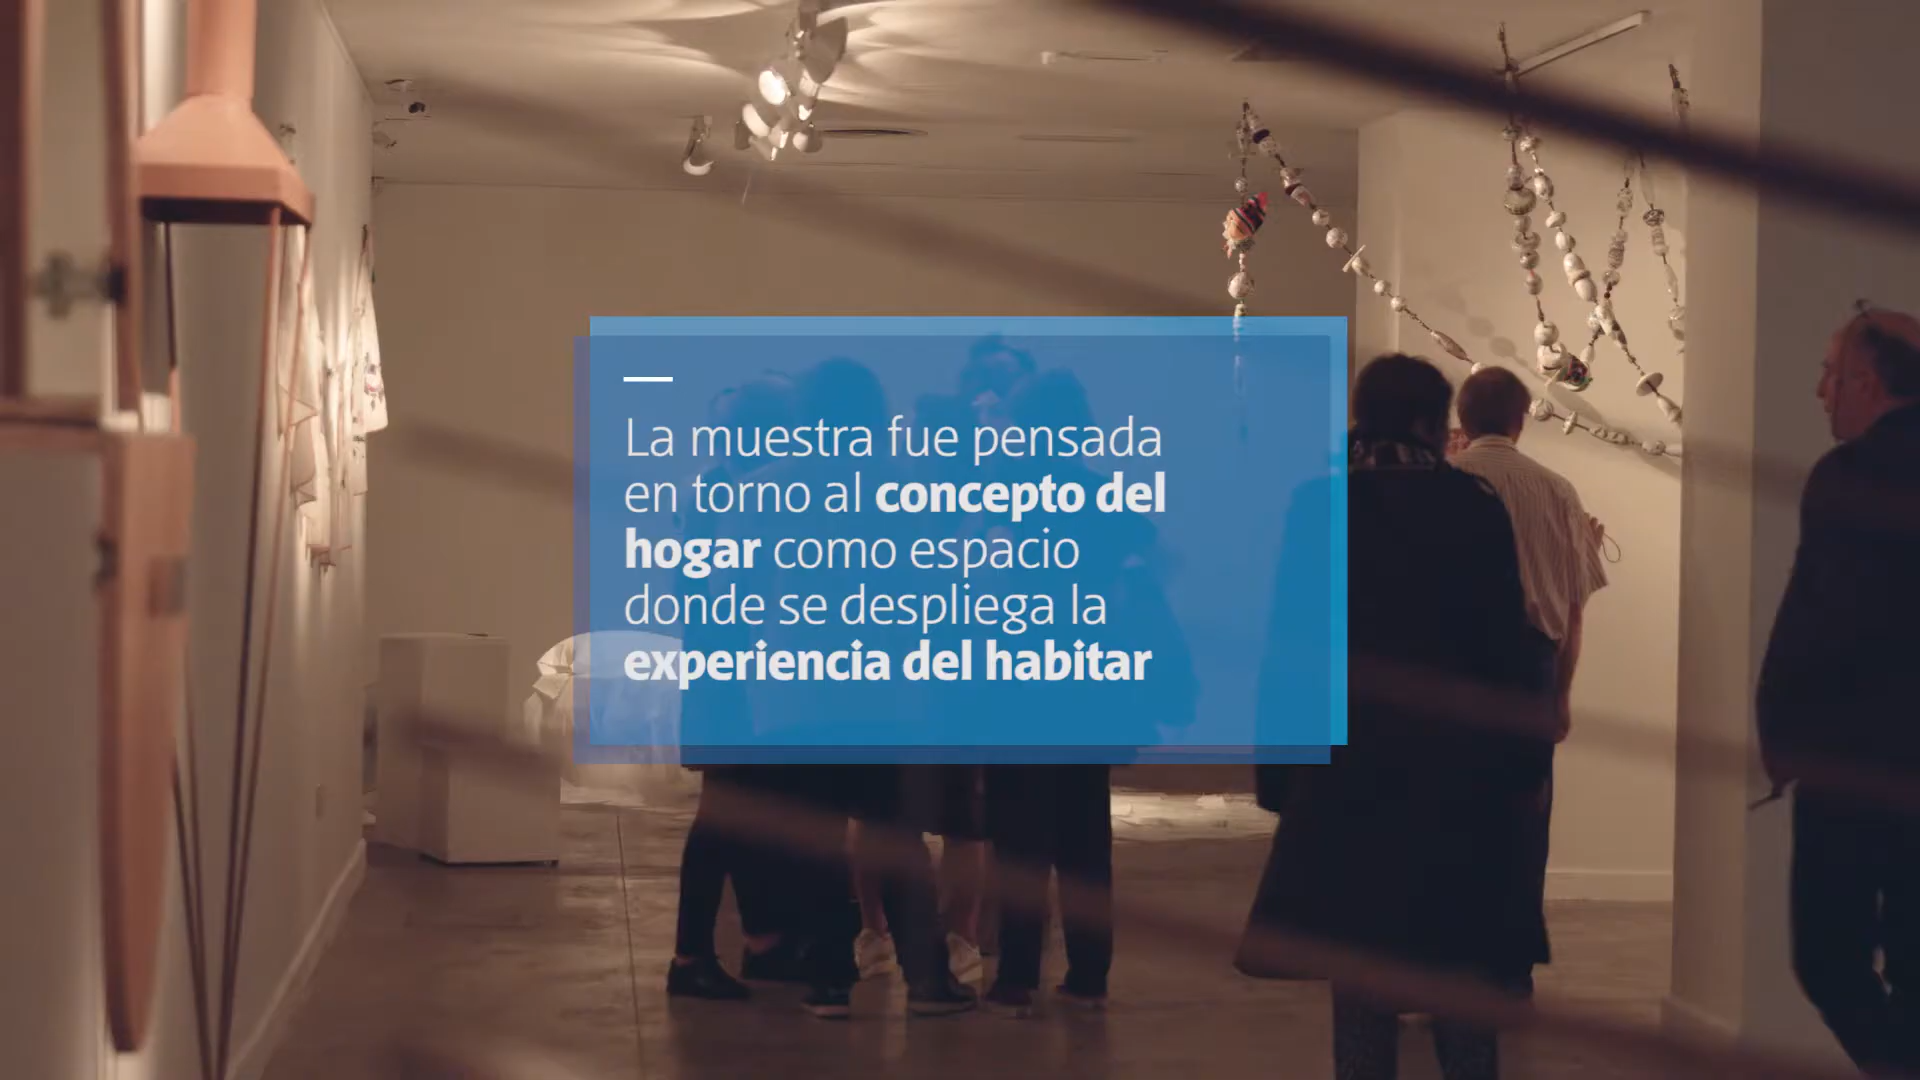 La muestra fue pensada
en torno al concepto del
hogar como espacio
donde se despliega la
experiencia del habitar